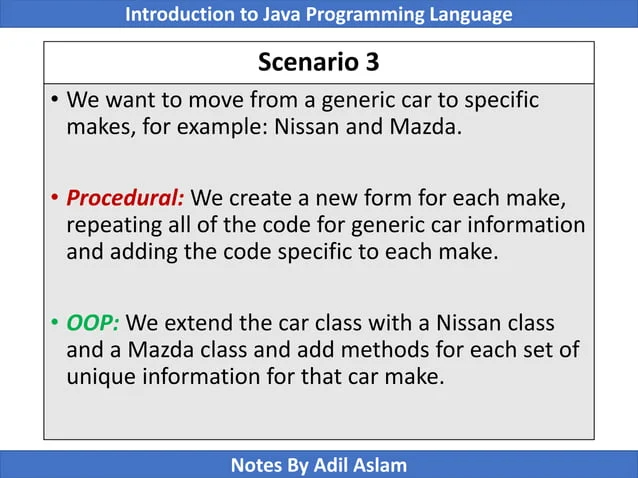 Introduction to Java Programming Language
Scenario 3
• We want to move from a generic car to specific
makes, for example: Nissan and Mazda.
• Procedural: We create a new form for each make,
repeating all of the code for generic car information
and adding the code specific to each make.
• OOP: We extend the car class with a Nissan class
and a Mazda class and add methods for each set of
unique information for that car make.
Notes By Adil Aslam